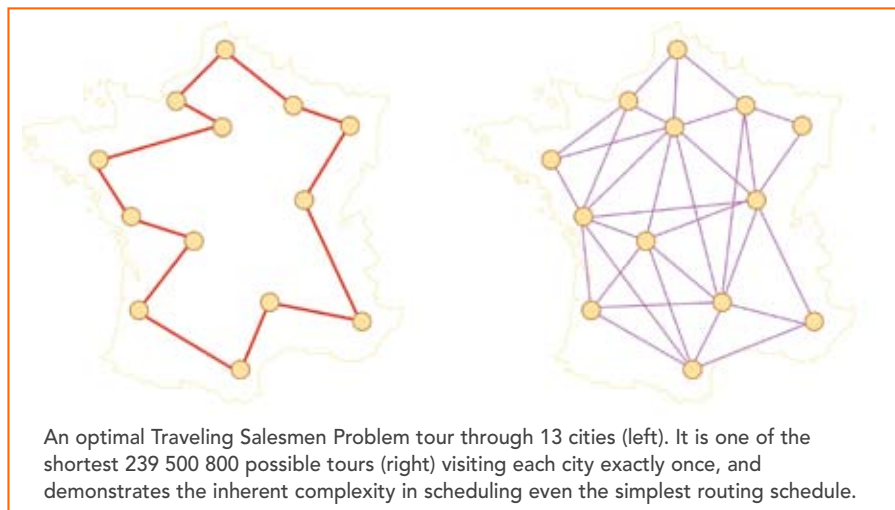 An optimal Traveling Salesmen Problem tour through 13 cities (left). It is one of the
shortest 239 500 800 possible tours (right) visiting each city exactly once, and
demonstrates the inherent complexity in scheduling even the simplest routing schedule.